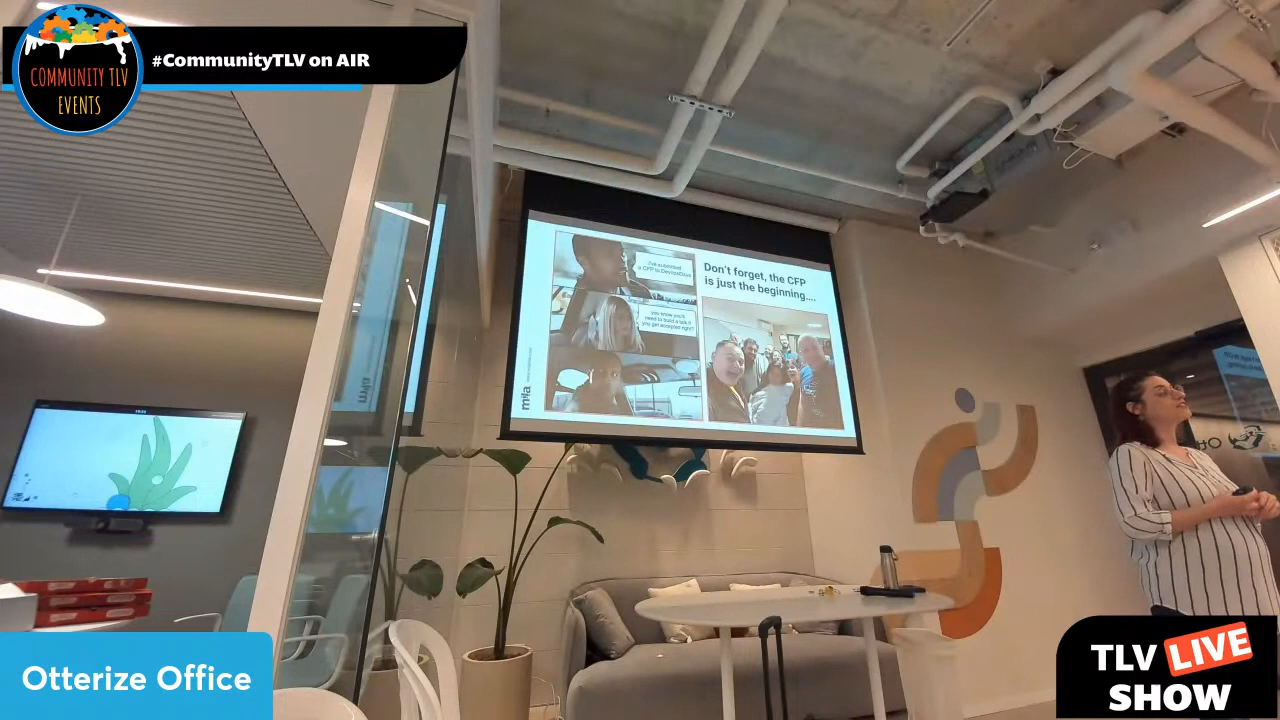 COMMUNITY TLV
EVENTS
#CommunityTLV on AIR
I've submitted
a CFP to DevopsDays
you know you'll
need to build a talk if
you get accepted right?
Don't forget, the CFP
is just the beginning....
Otterize Office
TLV LIVE
SHOW